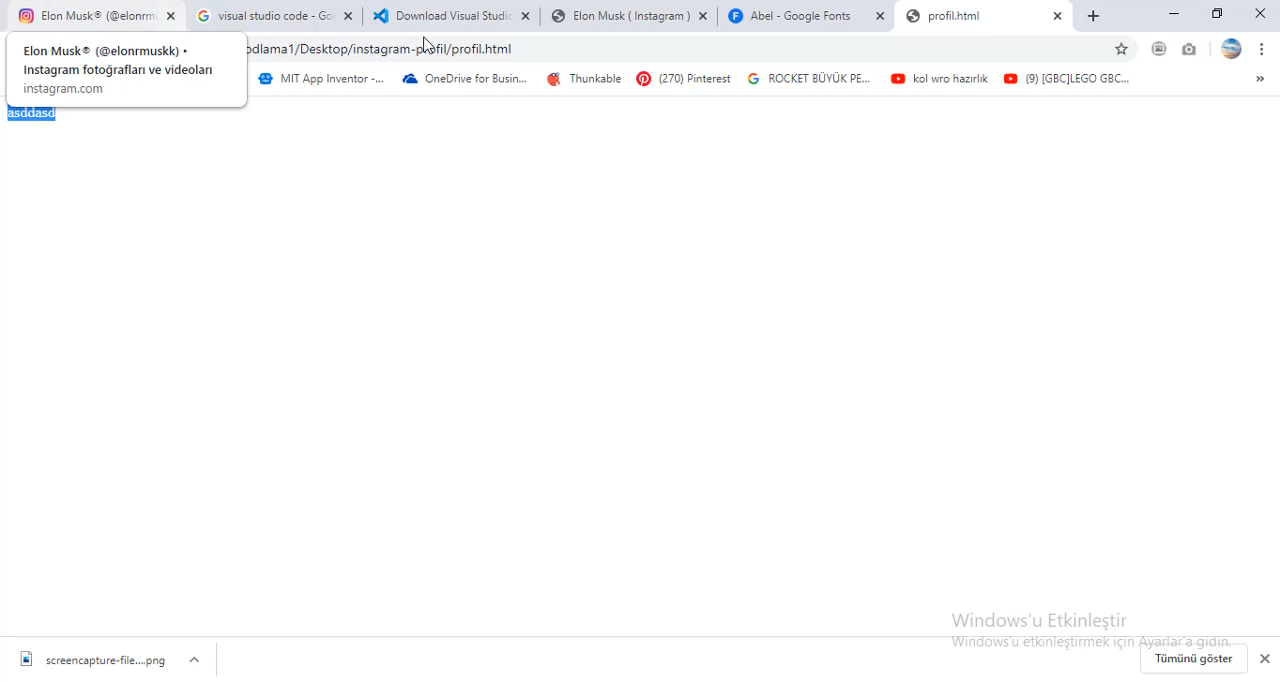 Elon Musk® (@elonrm
visual studio code - Go
Download Visual Studio
Elon Musk ( Instagram )
Abel - Google Fonts
profil.html
Elon Musk® (@elonrmuskk) •
Instagram fotoğrafları ve videoları
instagram.com
odlama1/Desktop/instagram-profil/profil.html
MIT App Inventor -...
OneDrive for Busin...
Thunkable
(270) Pinterest
ROCKET BÜYÜK PE...
kol wro hazırlık
(9) [GBC]LEGO GBC...
»
asddasd
Windows'u Etkinleştir
Windows'u etkinleştirmek için Ayarlar'a gidin.
screencapture-file....png
Tümünü göster